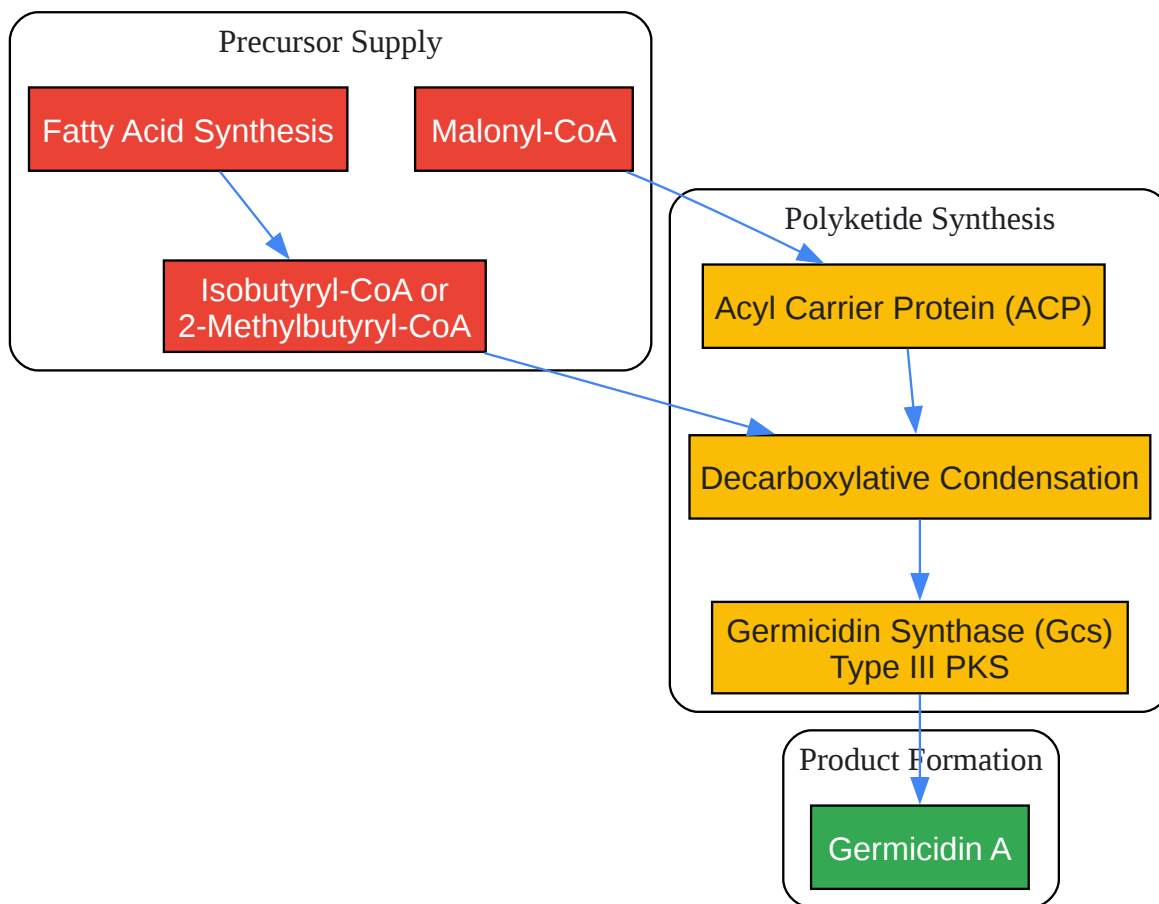 Precursor Supply
Fatty Acid Synthesis
Malonyl-CoA
Isobutyryl-CoA or
2-Methylbutyryl-CoA
Polyketide Synthesis
Acyl Carrier Protein (ACP)
Decarboxylative Condensation
Germicidin Synthase (Gcs)
Type III PKS
Product Formation
Germicidin A